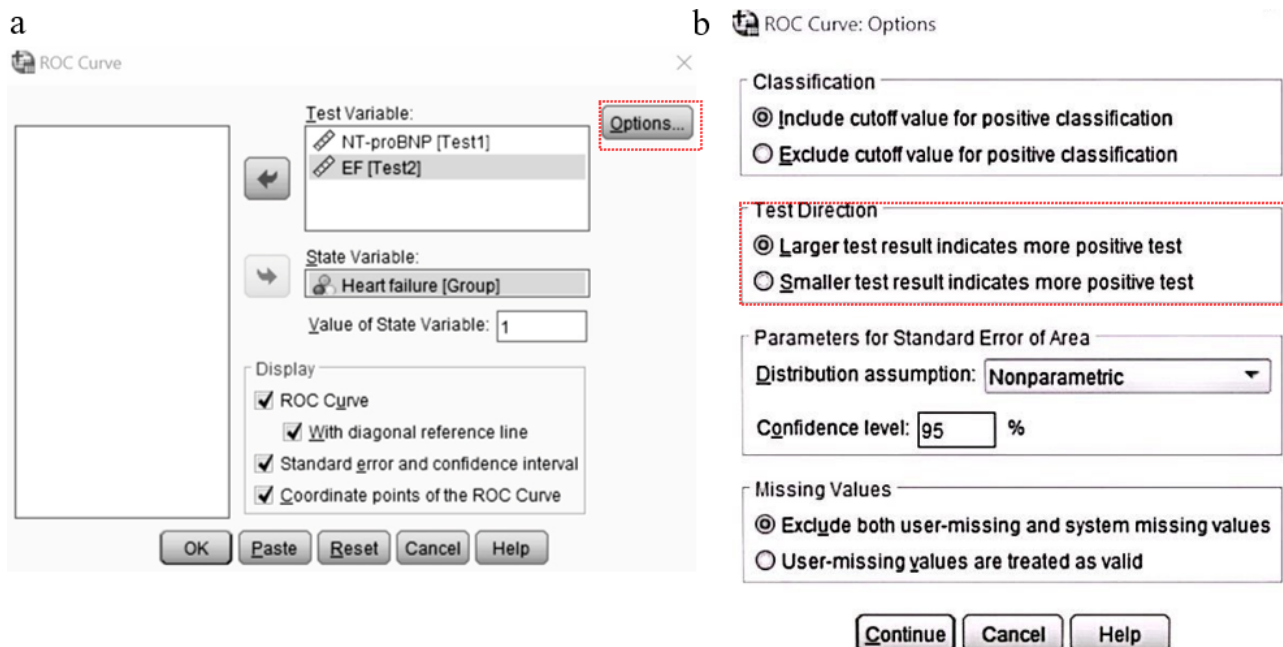 a
ROC Curve
Test Variable:
NT-proBNP [Test1]
EF [Test2]
Options...
State Variable:
Heart failure [Group]
Value of State Variable: 1
Display
ROC Curve
With diagonal reference line
Standard error and confidence interval
Coordinate points of the ROC Curve
OK Paste Reset Cancel Help
b
ROC Curve: Options
Classification
Include cutoff value for positive classification
Exclude cutoff value for positive classification
Test Direction
Larger test result indicates more positive test
Smaller test result indicates more positive test
Parameters for Standard Error of Area
Distribution assumption: Nonparametric
Confidence level: 95 %
Missing Values
Exclude both user-missing and system missing values
User-missing values are treated as valid
Continue Cancel Help